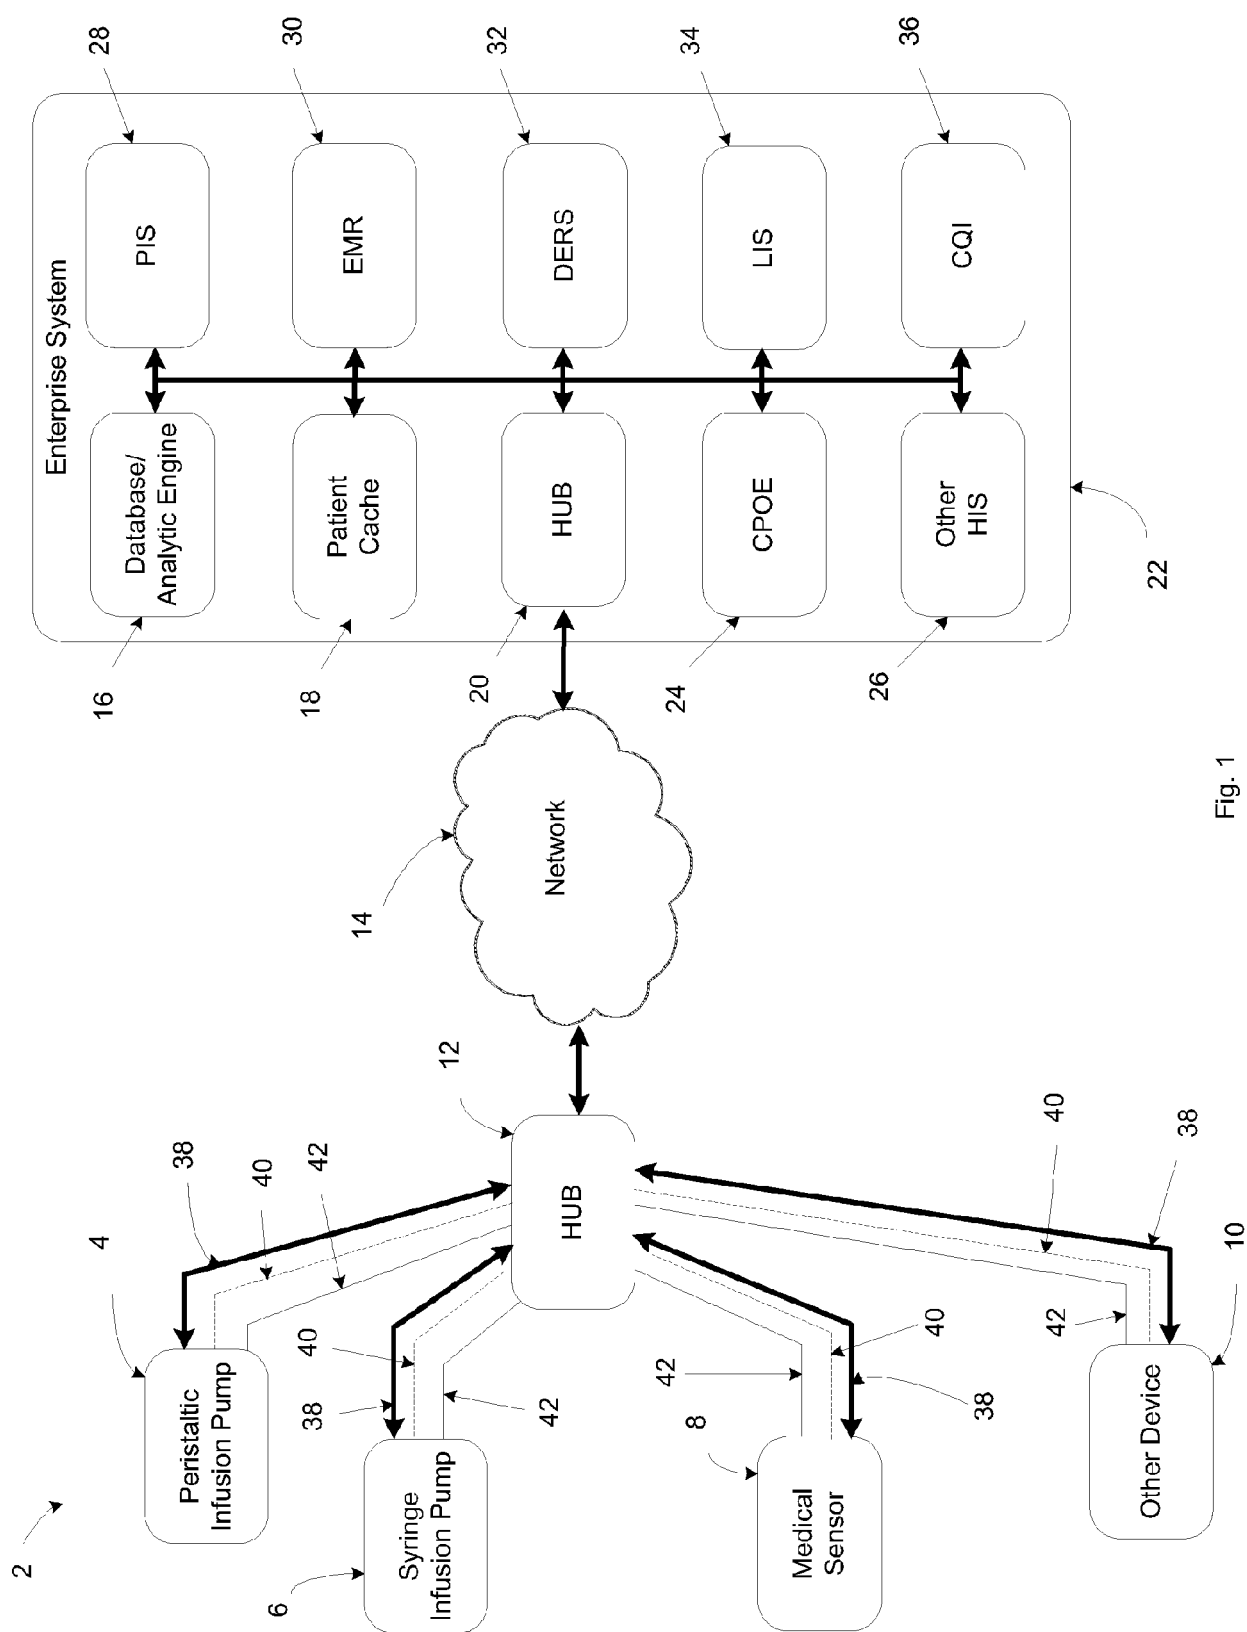 2
4
Peristaltic
Infusion Pump
38
40
42
6
Syringe
Infusion Pump
38
40
42
8
Medical
Sensor
42
40
38
10
Other Device
42
40
38
12
HUB
14
Network
Enterprise System
16
Database/
Analytic Engine
18
Patient
Cache
20
HUB
24
CPOE
26
Other
HIS
22
28
PIS
30
EMR
32
DERS
34
LIS
36
CQI
Fig. 1